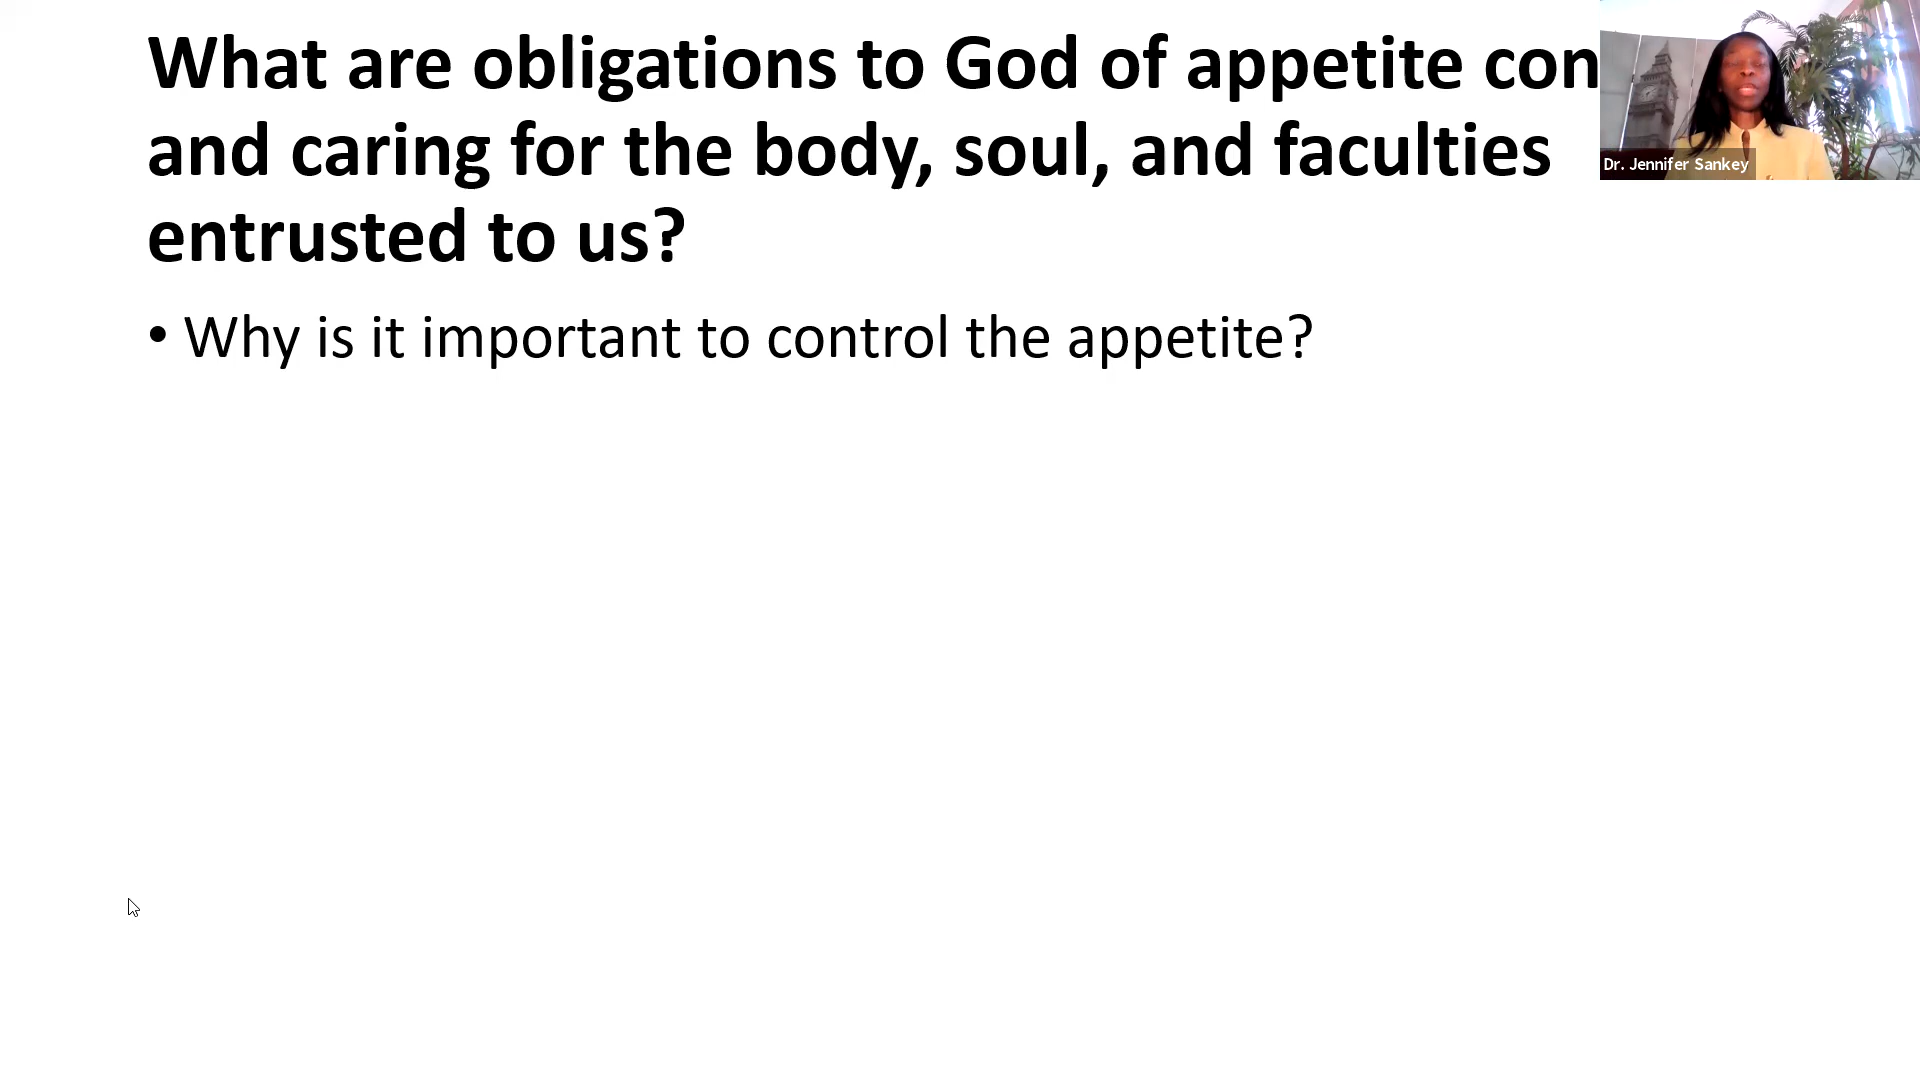 What are obligations to God of appetite con
and caring for the body, soul, and faculties
entrusted to us?
• Why is it important to control the appetite?
Dr. Jennifer Sankey